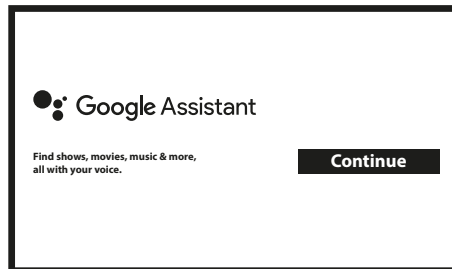 Google Assistant
Find shows, movies, music & more,
all with your voice.
Continue